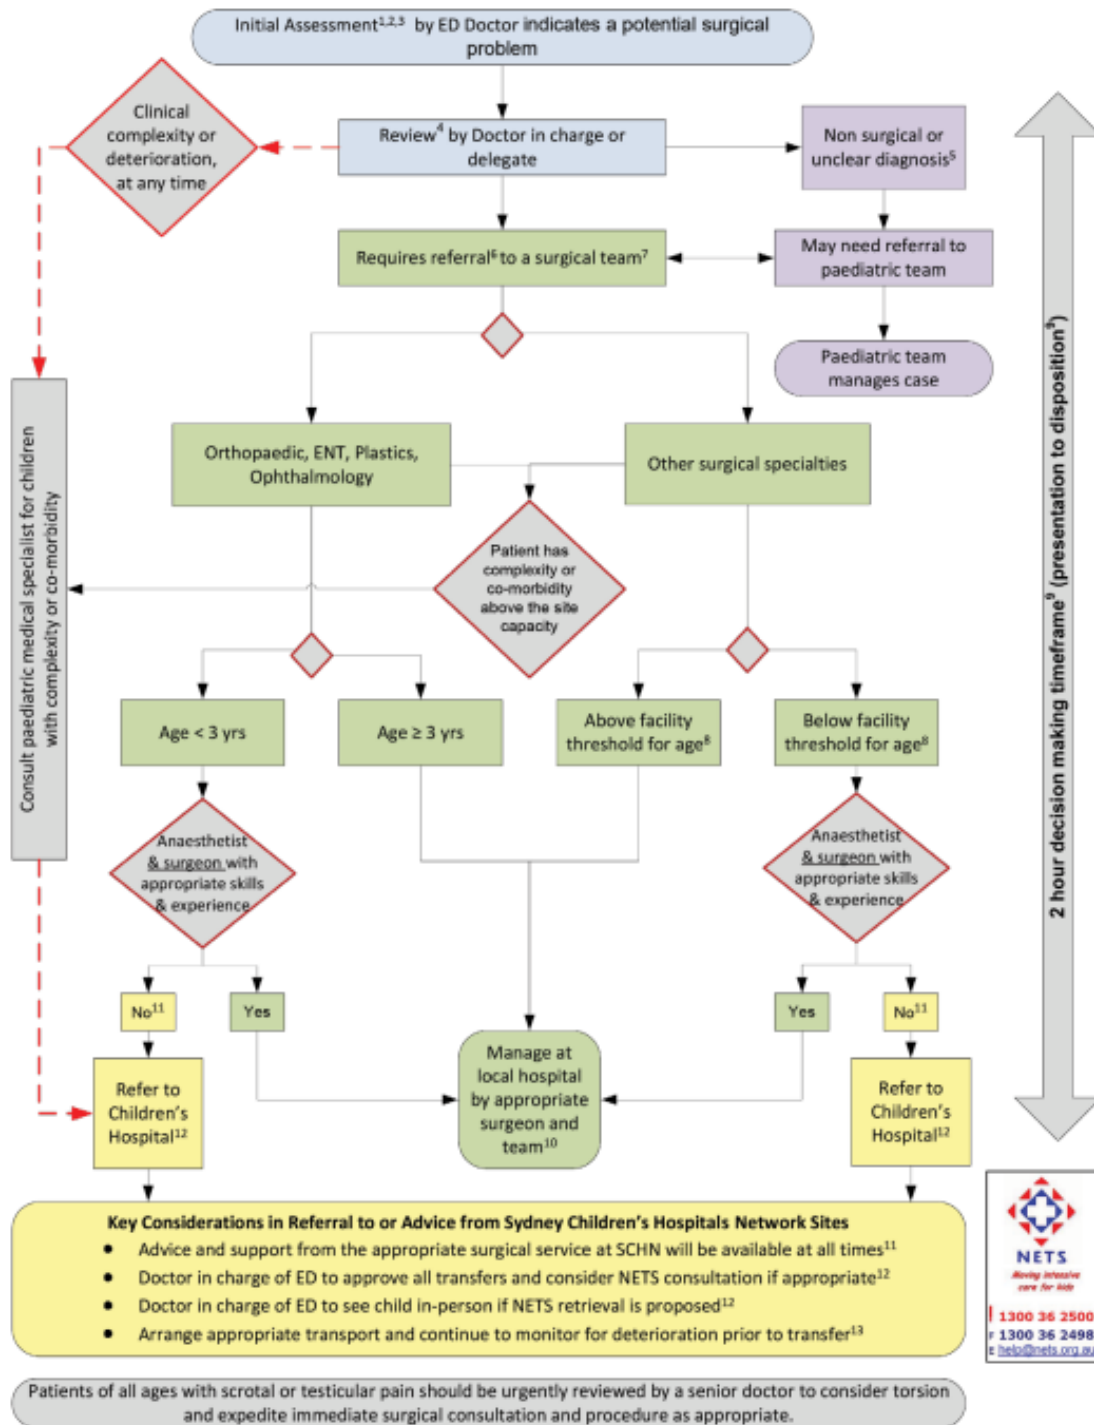 Initial Assessment1,2,3 by ED Doctor indicates a potential surgical
problem
Clinical
complexity or
deterioration,
at any time
Review4 by Doctor in charge or
delegate
Non surgical or
unclear diagnosis5
Requires referral6 to a surgical team7
May need referral to
paediatric team
Paediatric team
manages case
Orthopaedic, ENT, Plastics,
Ophthalmology
Other surgical specialties
Patient has
complexity or
co-morbidity
above the site
capacity
Consult paediatric medical specialist for children
with complexity or co-morbidity
2 hour decision making timeframe9 (presentation to disposition9)
Age < 3 yrs
Age ≥ 3 yrs
Above facility
threshold for age8
Below facility
threshold for age8
Anaesthetist
& surgeon with
appropriate skills
& experience
Anaesthetist
& surgeon with
appropriate skills
& experience
No11
Yes
Yes
No11
Refer to
Children's
Hospital12
Manage at
local hospital
by appropriate
surgeon and
team10
Refer to
Children's
Hospital12
Key Considerations in Referral to or Advice from Sydney Children's Hospitals Network Sites
• Advice and support from the appropriate surgical service at SCHN will be available at all times11
• Doctor in charge of ED to approve all transfers and consider NETS consultation if appropriate12
• Doctor in charge of ED to see child in-person if NETS retrieval is proposed12
• Arrange appropriate transport and continue to monitor for deterioration prior to transfer13
NETS
Moving intensive
care for kids
1300 36 2500
F 1300 36 2498
E help@nets.org.au
Patients of all ages with scrotal or testicular pain should be urgently reviewed by a senior doctor to consider torsion
and expedite immediate surgical consultation and procedure as appropriate.